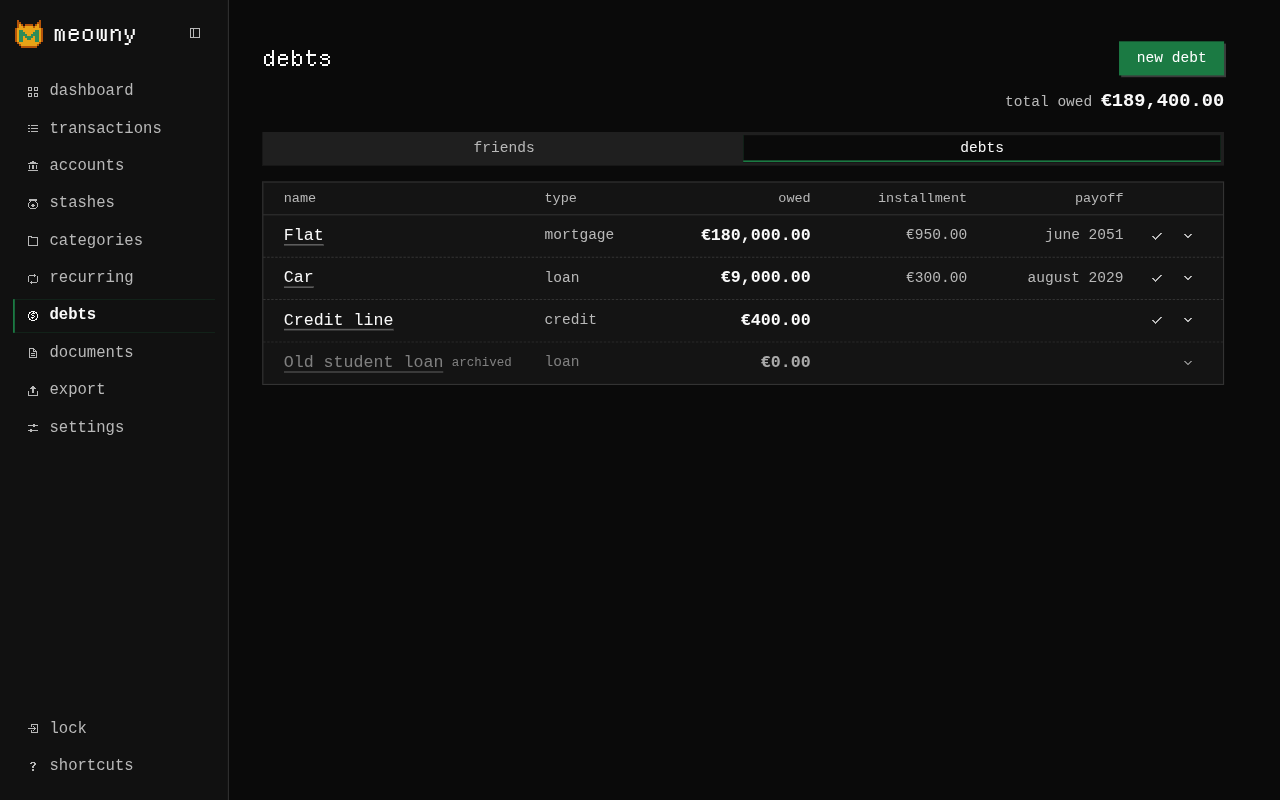 meowny
dashboard
transactions
accounts
stashes
categories
recurring
debts
documents
export
settings
lock
? shortcuts
debts
new debt
total owed €189,400.00
friends debts
name type owed installment payoff
Flat mortgage €180,000.00 €950.00 june 2051
Car loan €9,000.00 €300.00 august 2029
Credit line credit €400.00
Old student loan archived loan €0.00